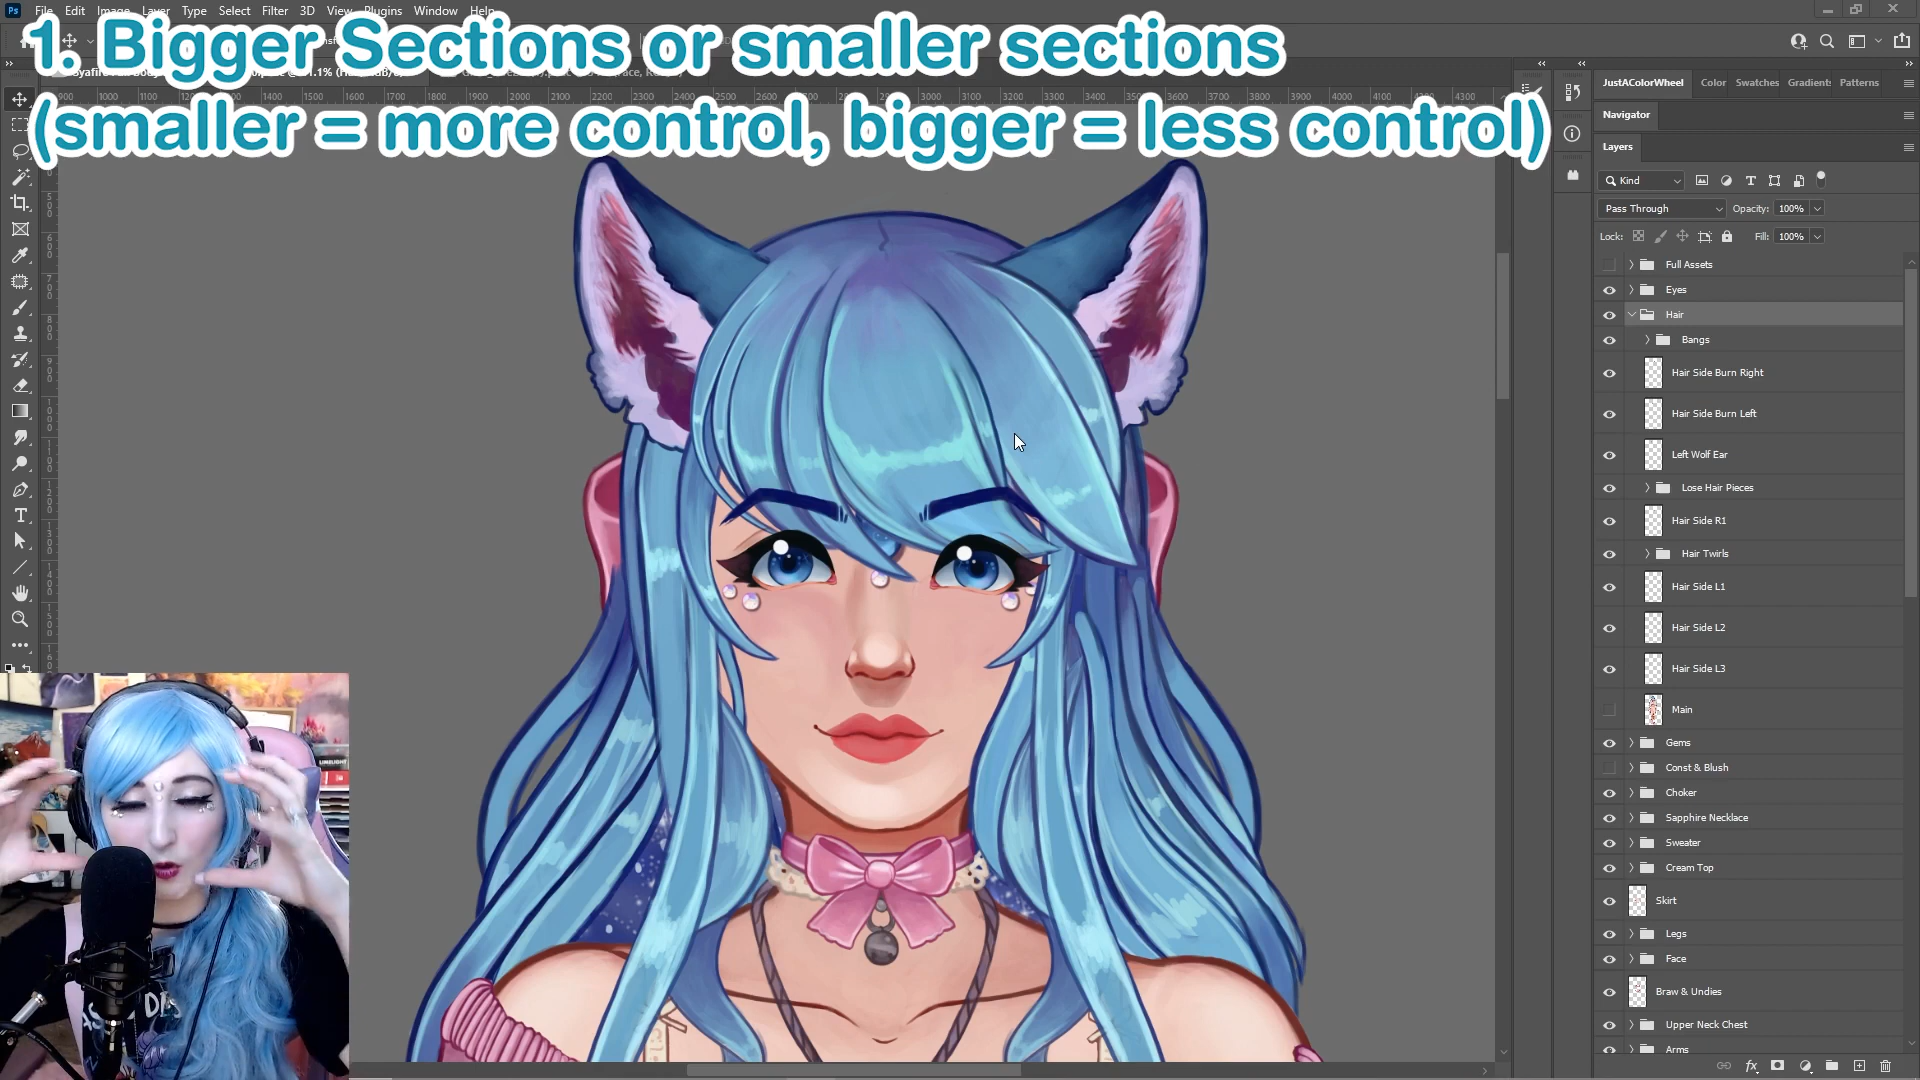 Ps File Edit Image Layer Type Select Filter 3D View Plugins Window Help
1. Bigger Sections or smaller sections
(smaller = more control, bigger = less control)
JustAColorWheel Color Swatches Gradients Patterns
Navigator
Layers
Kind
Pass Through Opacity: 100%
Lock: Fill: 100%
Full Assets
Eyes
Hair
Bangs
Hair Side Burn Right
Hair Side Burn Left
Left Wolf Ear
Lose Hair Pieces
Hair Side R1
Hair Twirls
Hair Side L1
Hair Side L2
Hair Side L3
Main
Gems
Const & Blush
Choker
Sapphire Necklace
Sweater
Cream Top
Skirt
Legs
Face
Braw & Undies
Upper Neck Chest
Arms
fx
LIMELIGHT